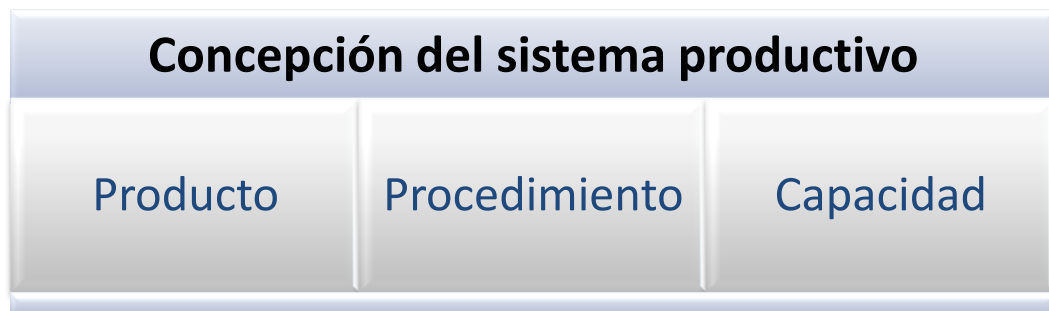 Concepción del sistema productivo
Producto
Procedimiento
Capacidad